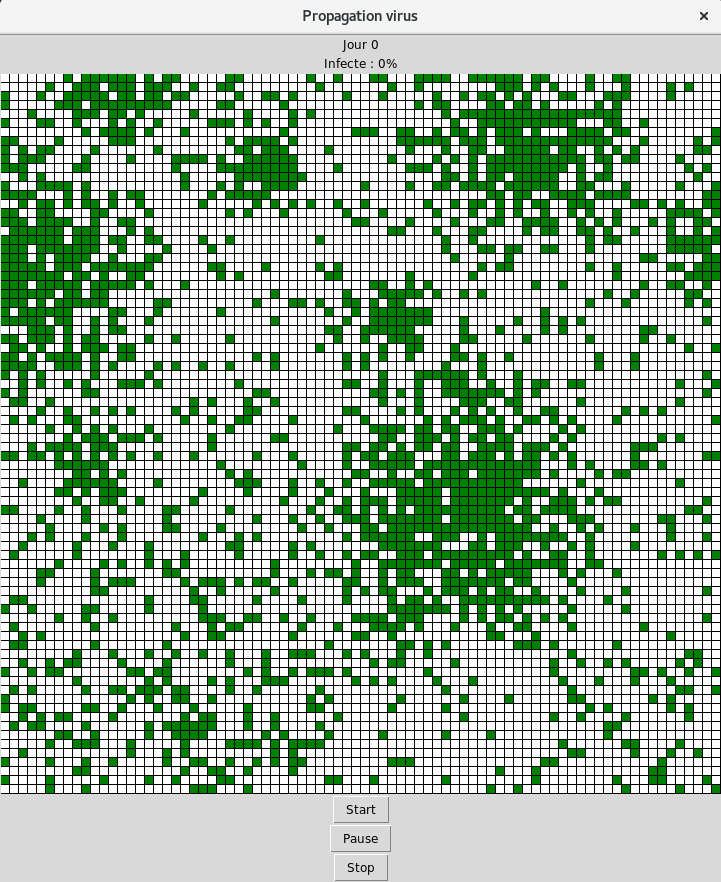 Propagation virus
Jour 0
Infecte : 0%
Start
Pause
Stop